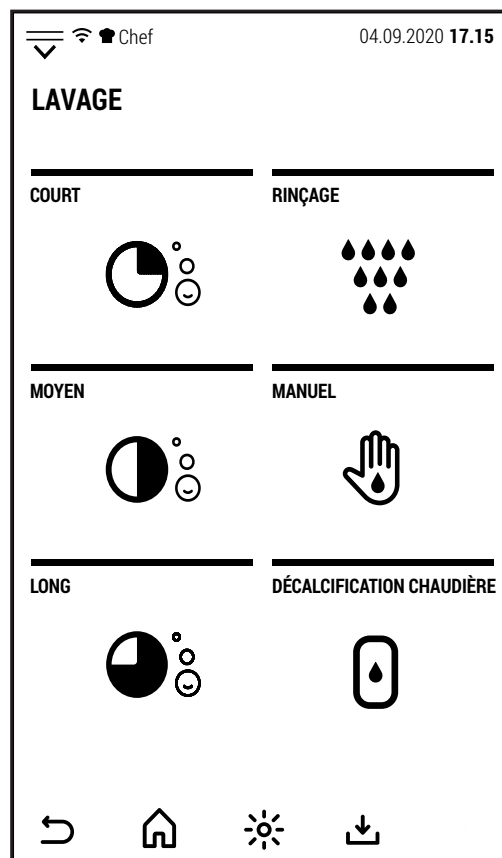 Chef 04.09.2020 17.15
LAVAGE
COURT RINÇAGE
MOYEN MANUEL
LONG DÉCALCIFICATION CHAUDIÈRE